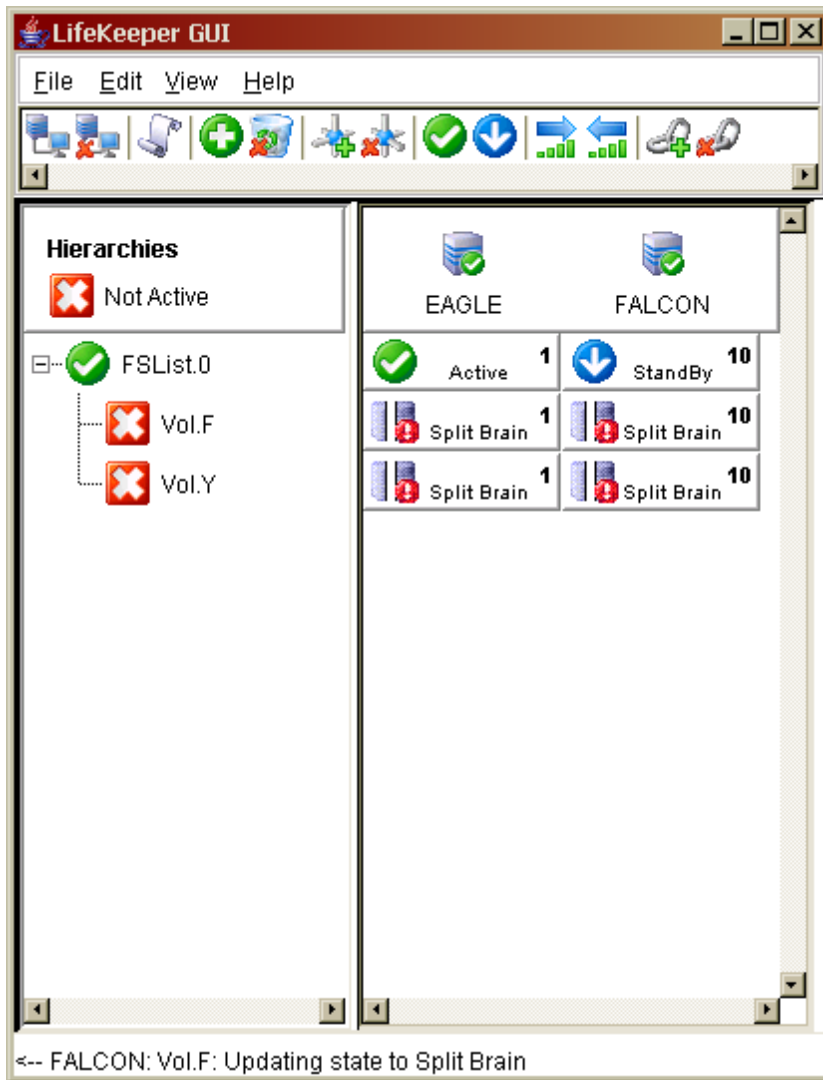 LifeKeeper GUI
File Edit View Help
Hierarchies
Not Active
EAGLE FALCON
FSList.0
Active 1 StandBy 10
Vol.F
Split Brain 1 Split Brain 10
Vol.Y
Split Brain 1 Split Brain 10
<-- FALCON: Vol.F: Updating state to Split Brain